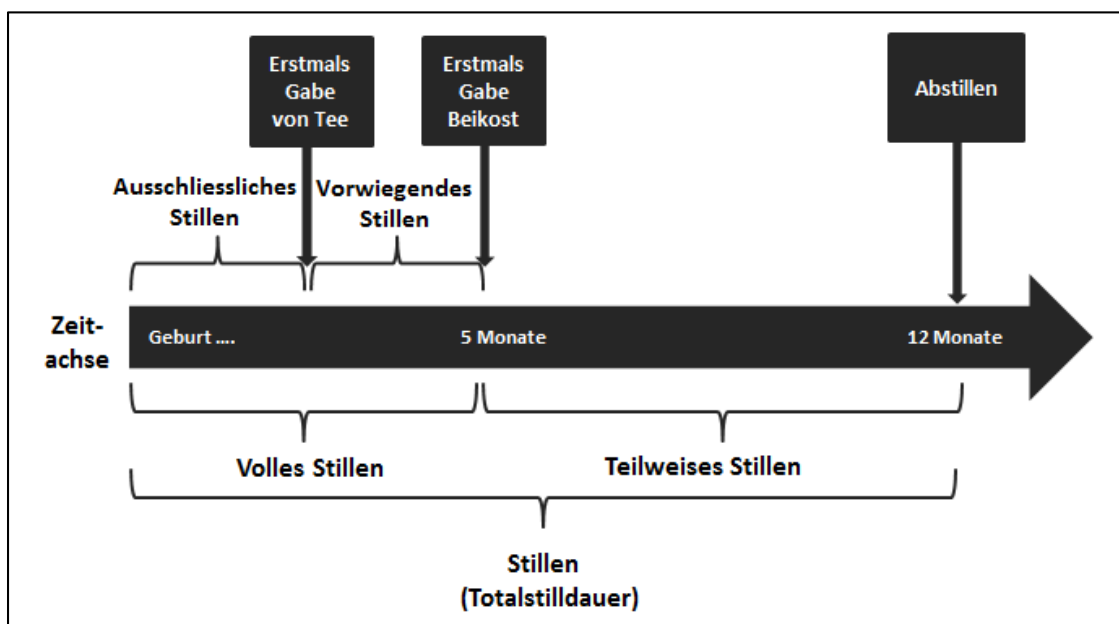 Erstmals
Gabe
von Tee
Erstmals
Gabe
Beikost
Abstillen
Ausschliessliches
Stillen
Vorwiegendes
Stillen
Zeit-
achse
Geburt ....
5 Monate
12 Monate
Volles Stillen
Teilweises Stillen
Stillen
(Totalstilldauer)